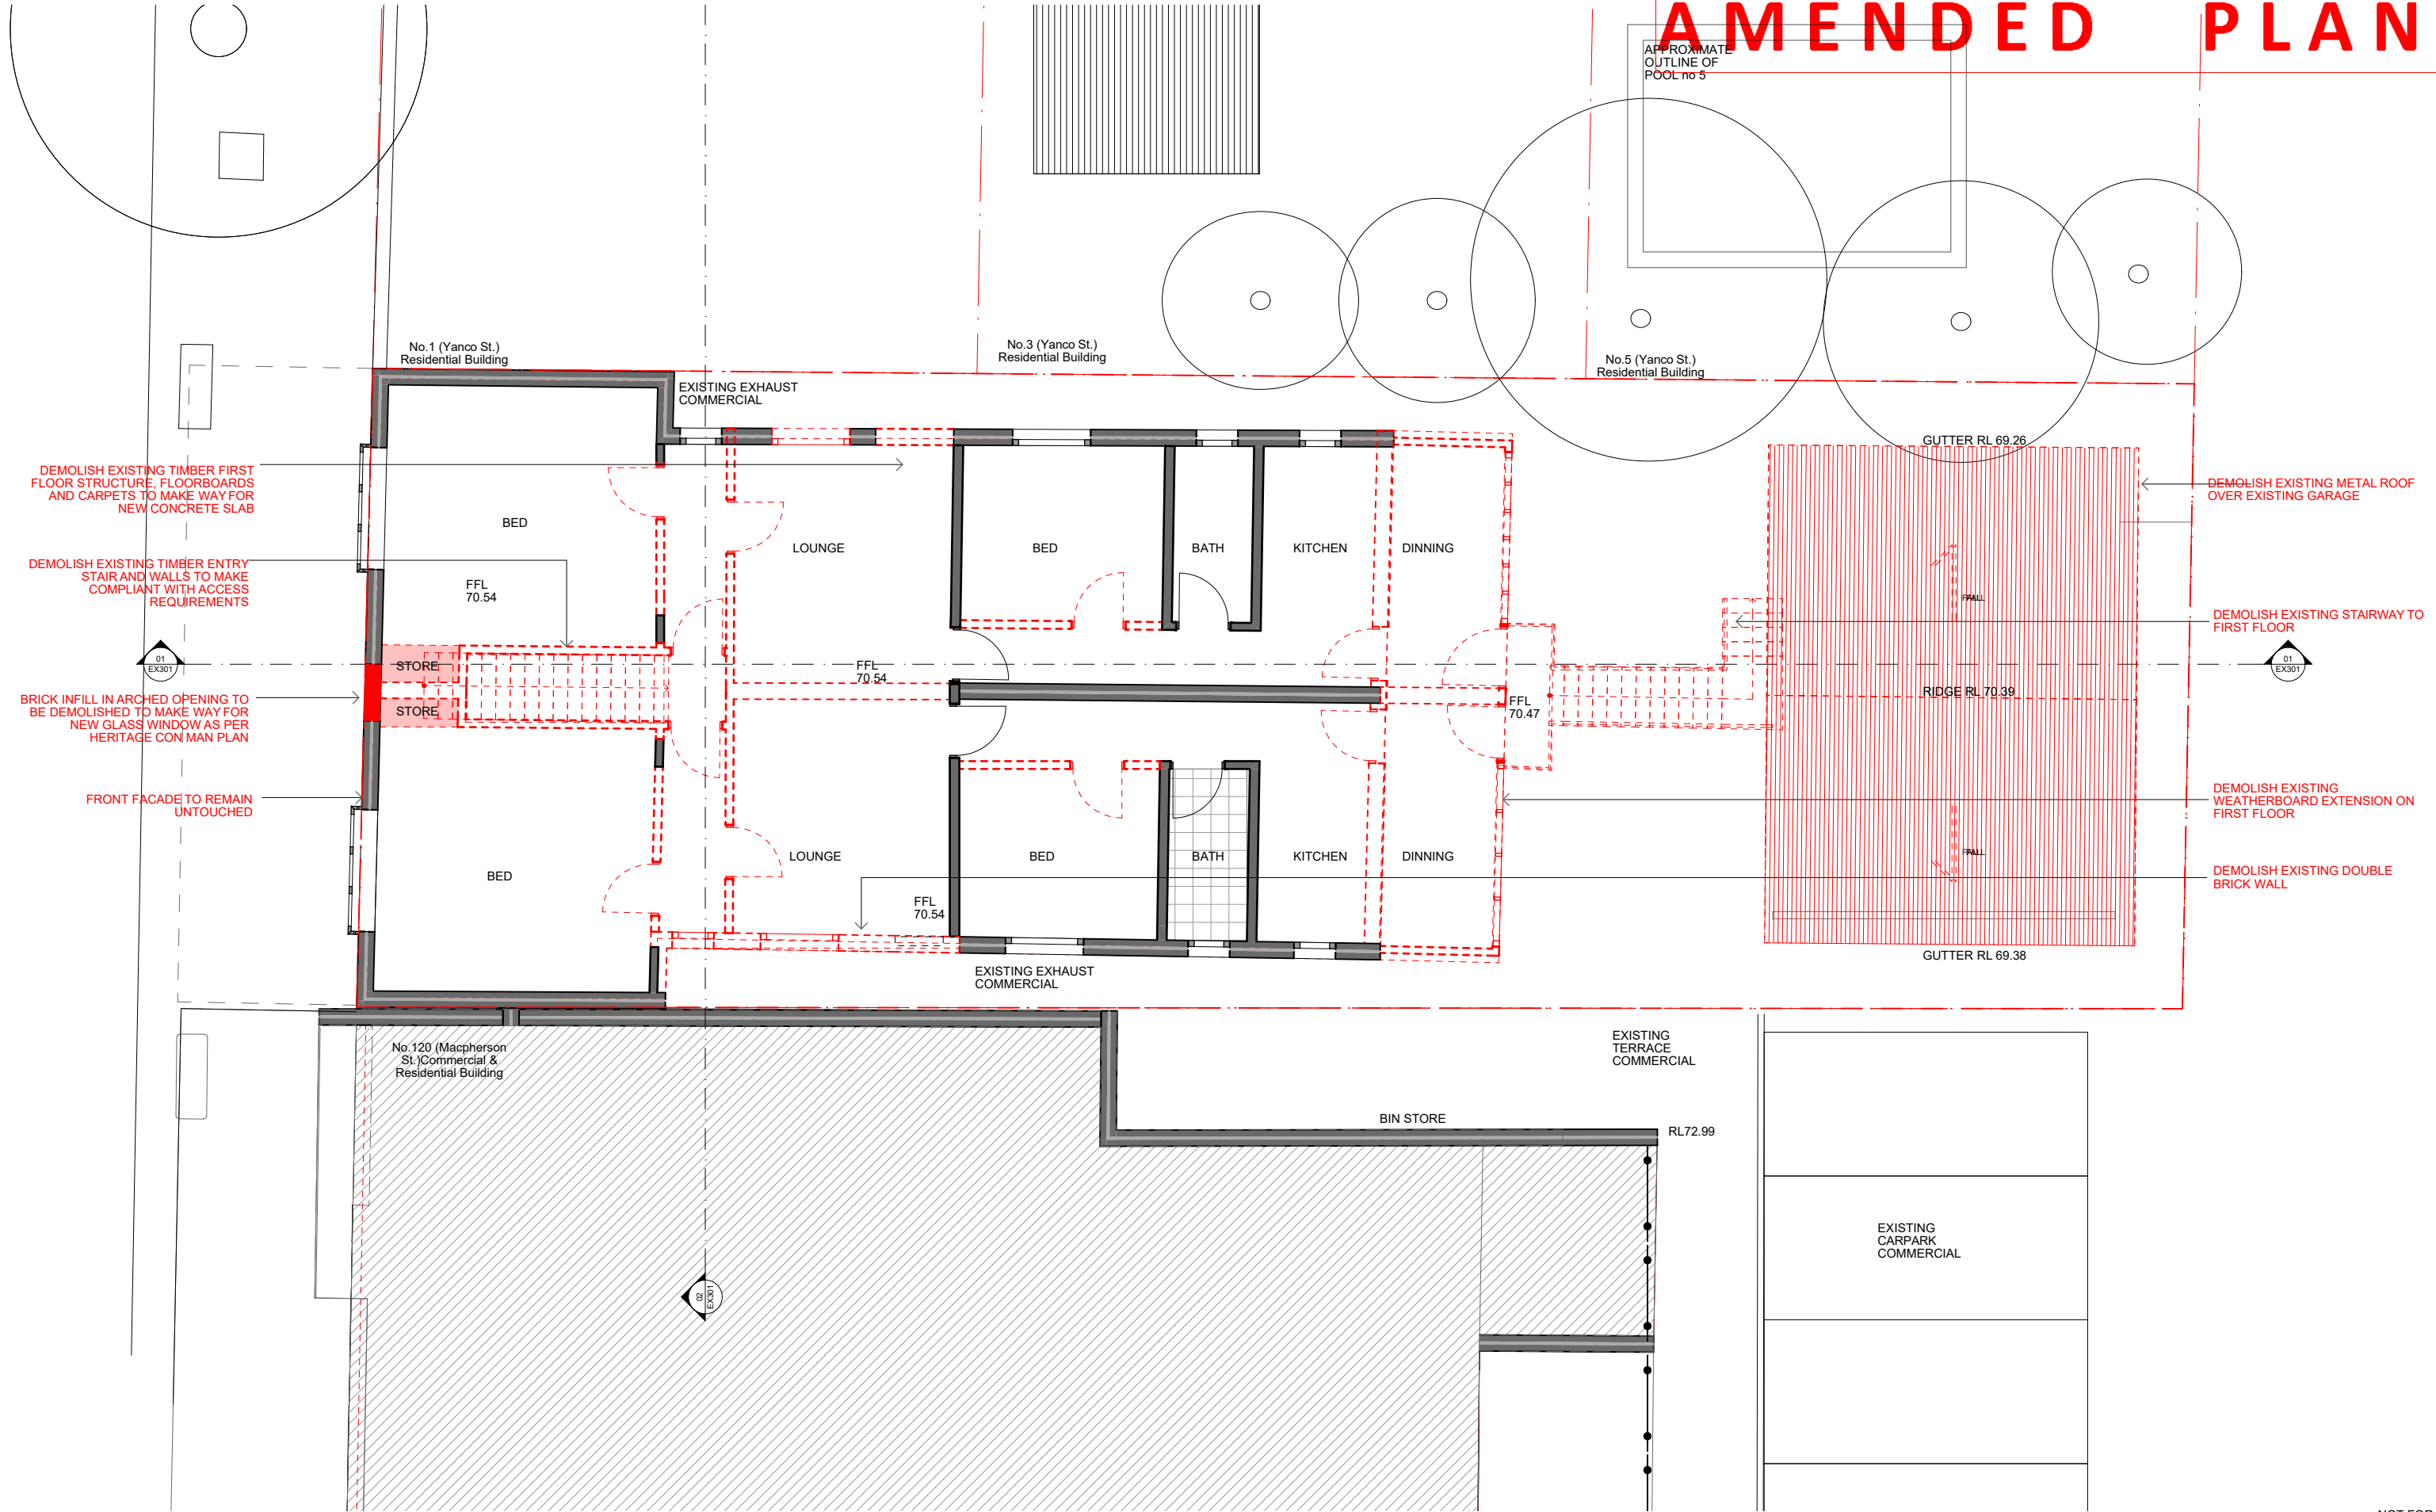 AMENDED PLAN
APPROXIMATE
OUTLINE OF
POOL no 5
No.1 (Yanco St.)
Residential Building
No.3 (Yanco St.)
Residential Building
No.5 (Yanco St.)
Residential Building
EXISTING EXHAUST
COMMERCIAL
GUTTER RL 69.26
DEMOLISH EXISTING TIMBER FIRST
FLOOR STRUCTURE, FLOORBOARDS
AND CARPETS TO MAKE WAY FOR
NEW CONCRETE SLAB
DEMOLISH EXISTING METAL ROOF
OVER EXISTING GARAGE
BED
LOUNGE
BED
BATH
KITCHEN
DINNING
DEMOLISH EXISTING TIMBER ENTRY
STAIR AND WALLS TO MAKE
COMPLIANT WITH ACCESS
REQUIREMENTS
FFL
70.54
FALL
DEMOLISH EXISTING STAIRWAY TO
FIRST FLOOR
01
EX301
STORE
FFL
70.54
01
EX301
BRICK INFILL IN ARCHED OPENING TO
BE DEMOLISHED TO MAKE WAY FOR
NEW GLASS WINDOW AS PER
HERITAGE CON MAN PLAN
STORE
FFL
70.47
RIDGE RL 70.39
FRONT FACADE TO REMAIN
UNTOUCHED
DEMOLISH EXISTING
WEATHERBOARD EXTENSION ON
FIRST FLOOR
BED
LOUNGE
BED
BATH
KITCHEN
DINNING
FALL
DEMOLISH EXISTING DOUBLE
BRICK WALL
FFL
70.54
EXISTING EXHAUST
COMMERCIAL
GUTTER RL 69.38
No.120 (Macpherson
St.)Commercial &
Residential Building
EXISTING
TERRACE
COMMERCIAL
BIN STORE
RL72.99
EXISTING
CARPARK
COMMERCIAL
02
EX301